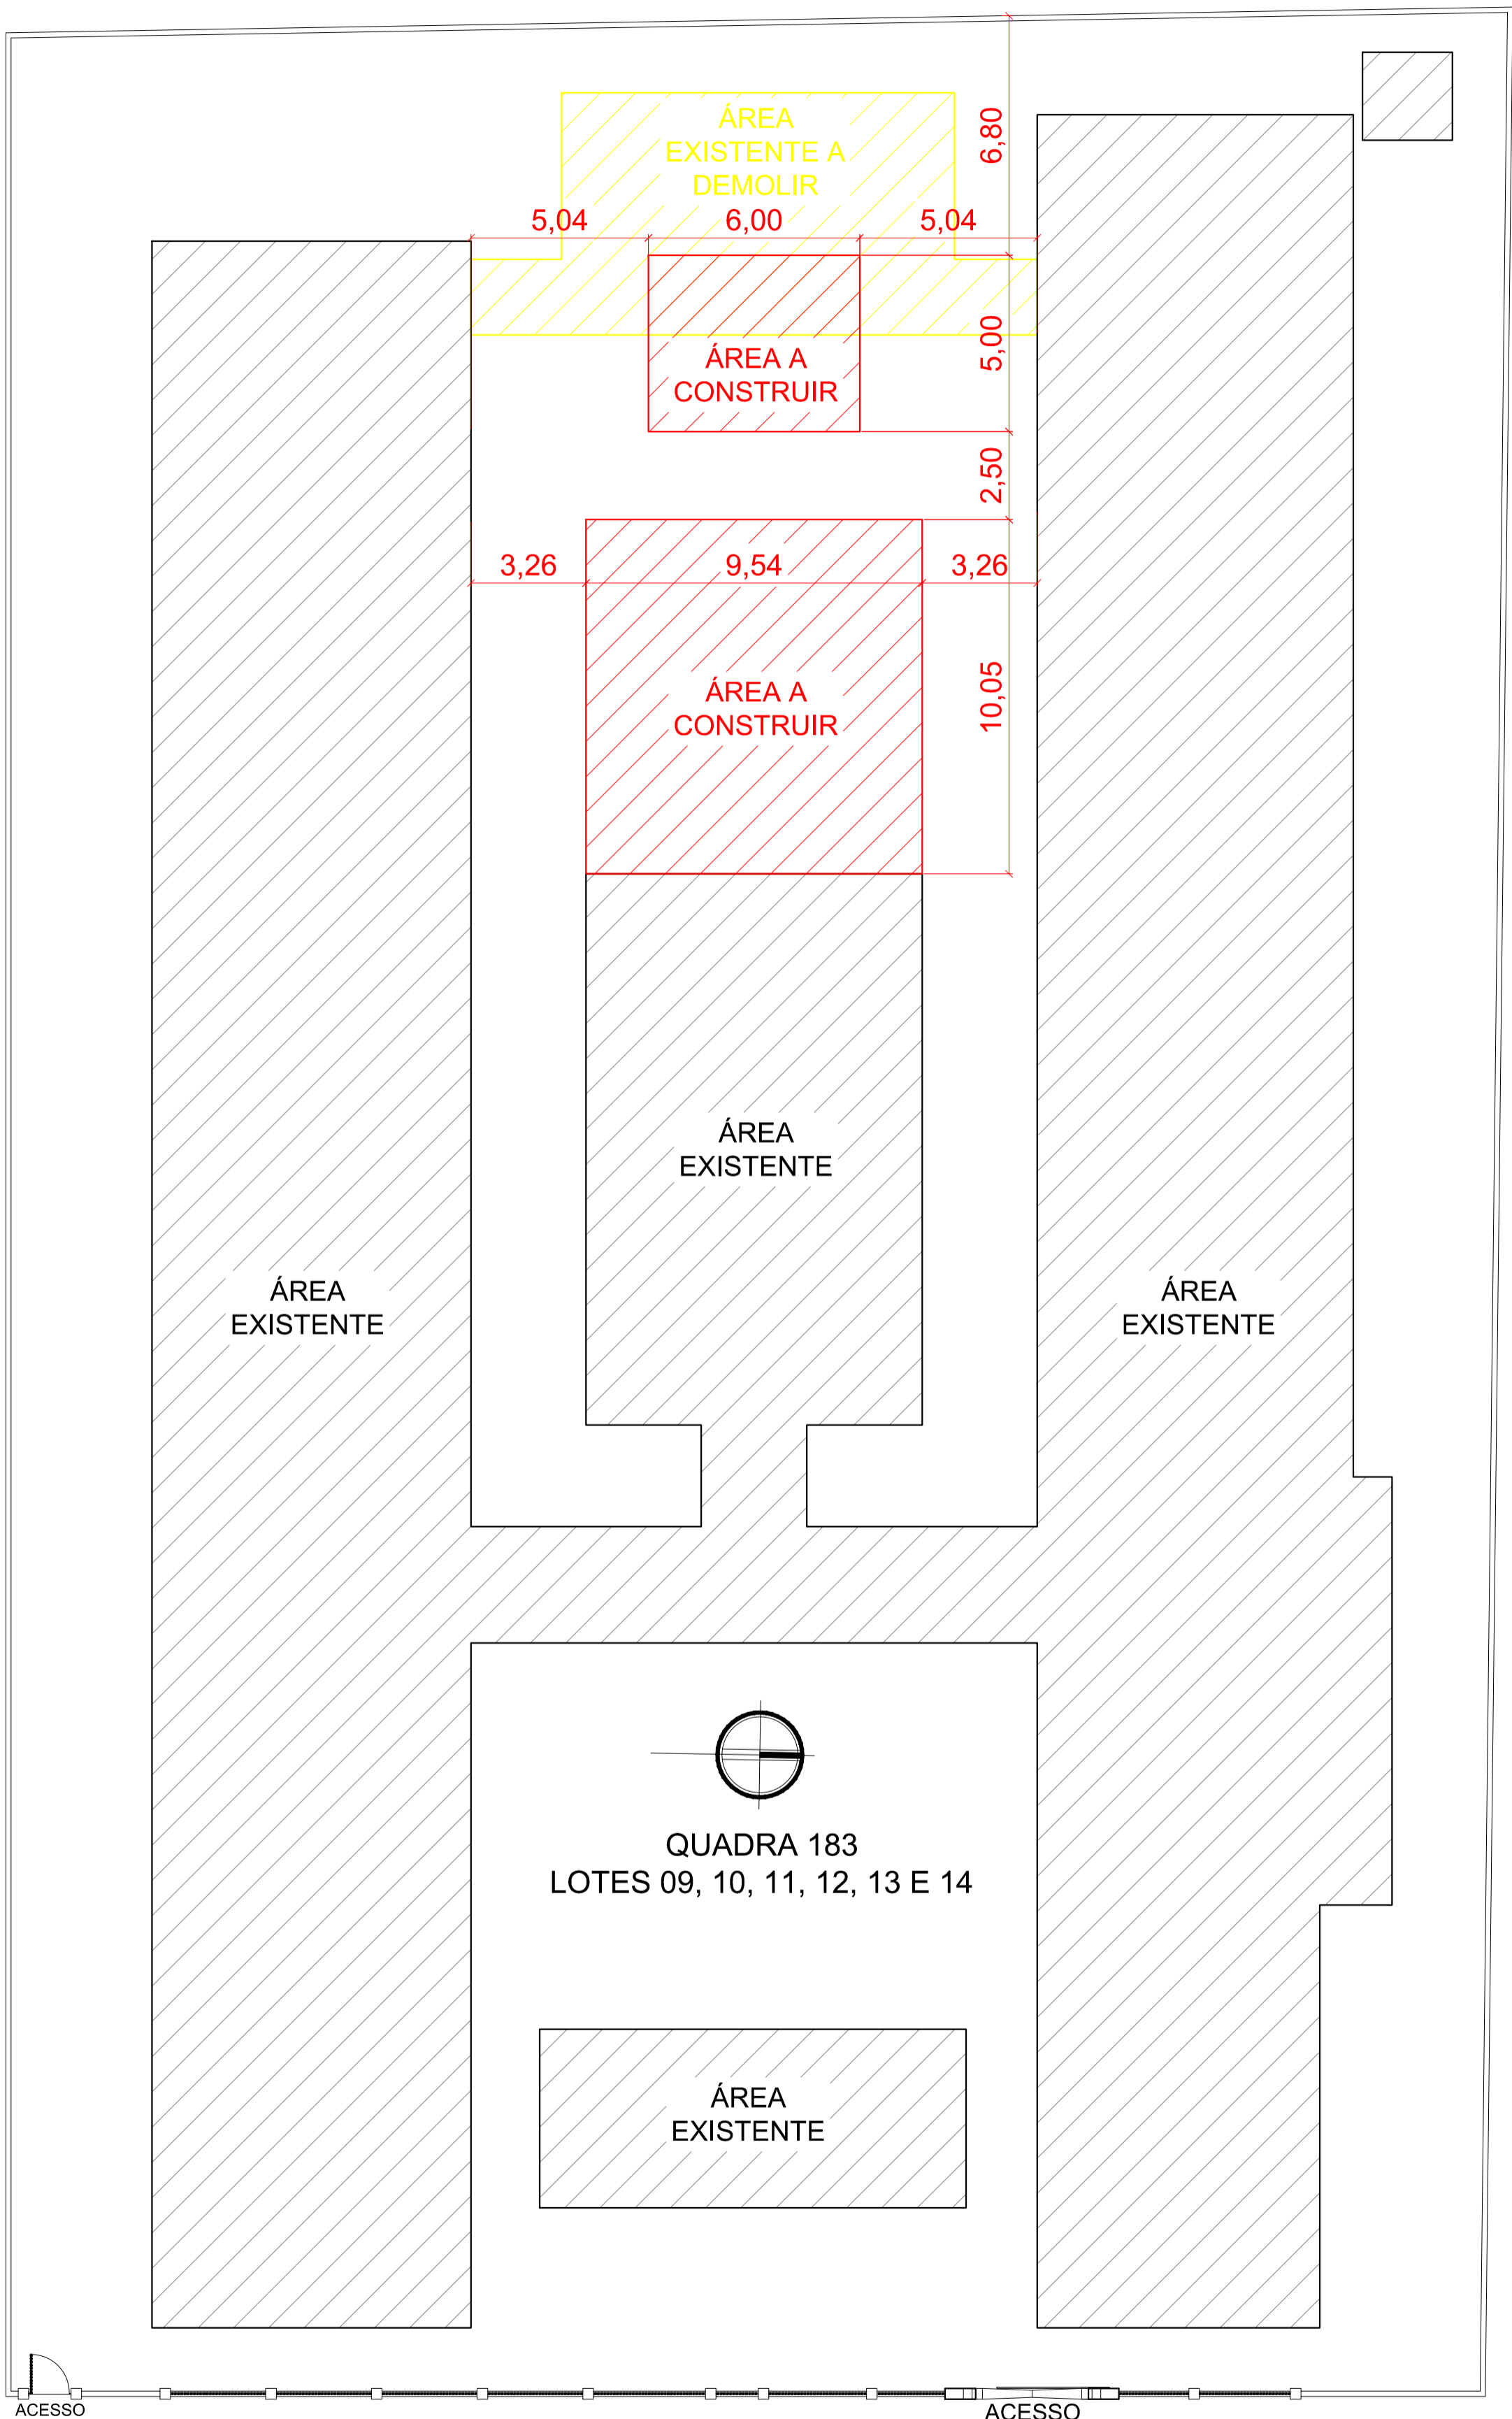 ÁREA
EXISTENTE A
DEMOLIR
6,80
5,04
6,00
5,04
5,00
ÁREA A
CONSTRUIR
2,50
3,26
9,54
3,26
ÁREA A
CONSTRUIR
10,05
ÁREA
EXISTENTE
ÁREA
EXISTENTE
ÁREA
EXISTENTE
QUADRA 183
LOTES 09, 10, 11, 12, 13 E 14
ÁREA
EXISTENTE
ACESSO
ACESSO